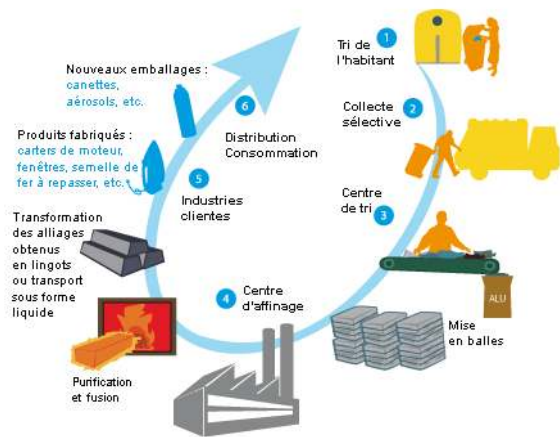 1
Tri de
l'habitant
2
Collecte
sélective
Centre
de tri
3
ALU
Mise
en balles
4
Centre
d'affinage
Purification
et fusion
Transformation
des alliages
obtenus
en lingots
ou transport
sous forme
liquide
5
Industries
clientes
Produits fabriqués :
carters de moteur,
fenêtres, semelle de
fer à repasser, etc.
Nouveaux emballages :
canettes,
aérosols, etc.
6
Distribution
Consommation